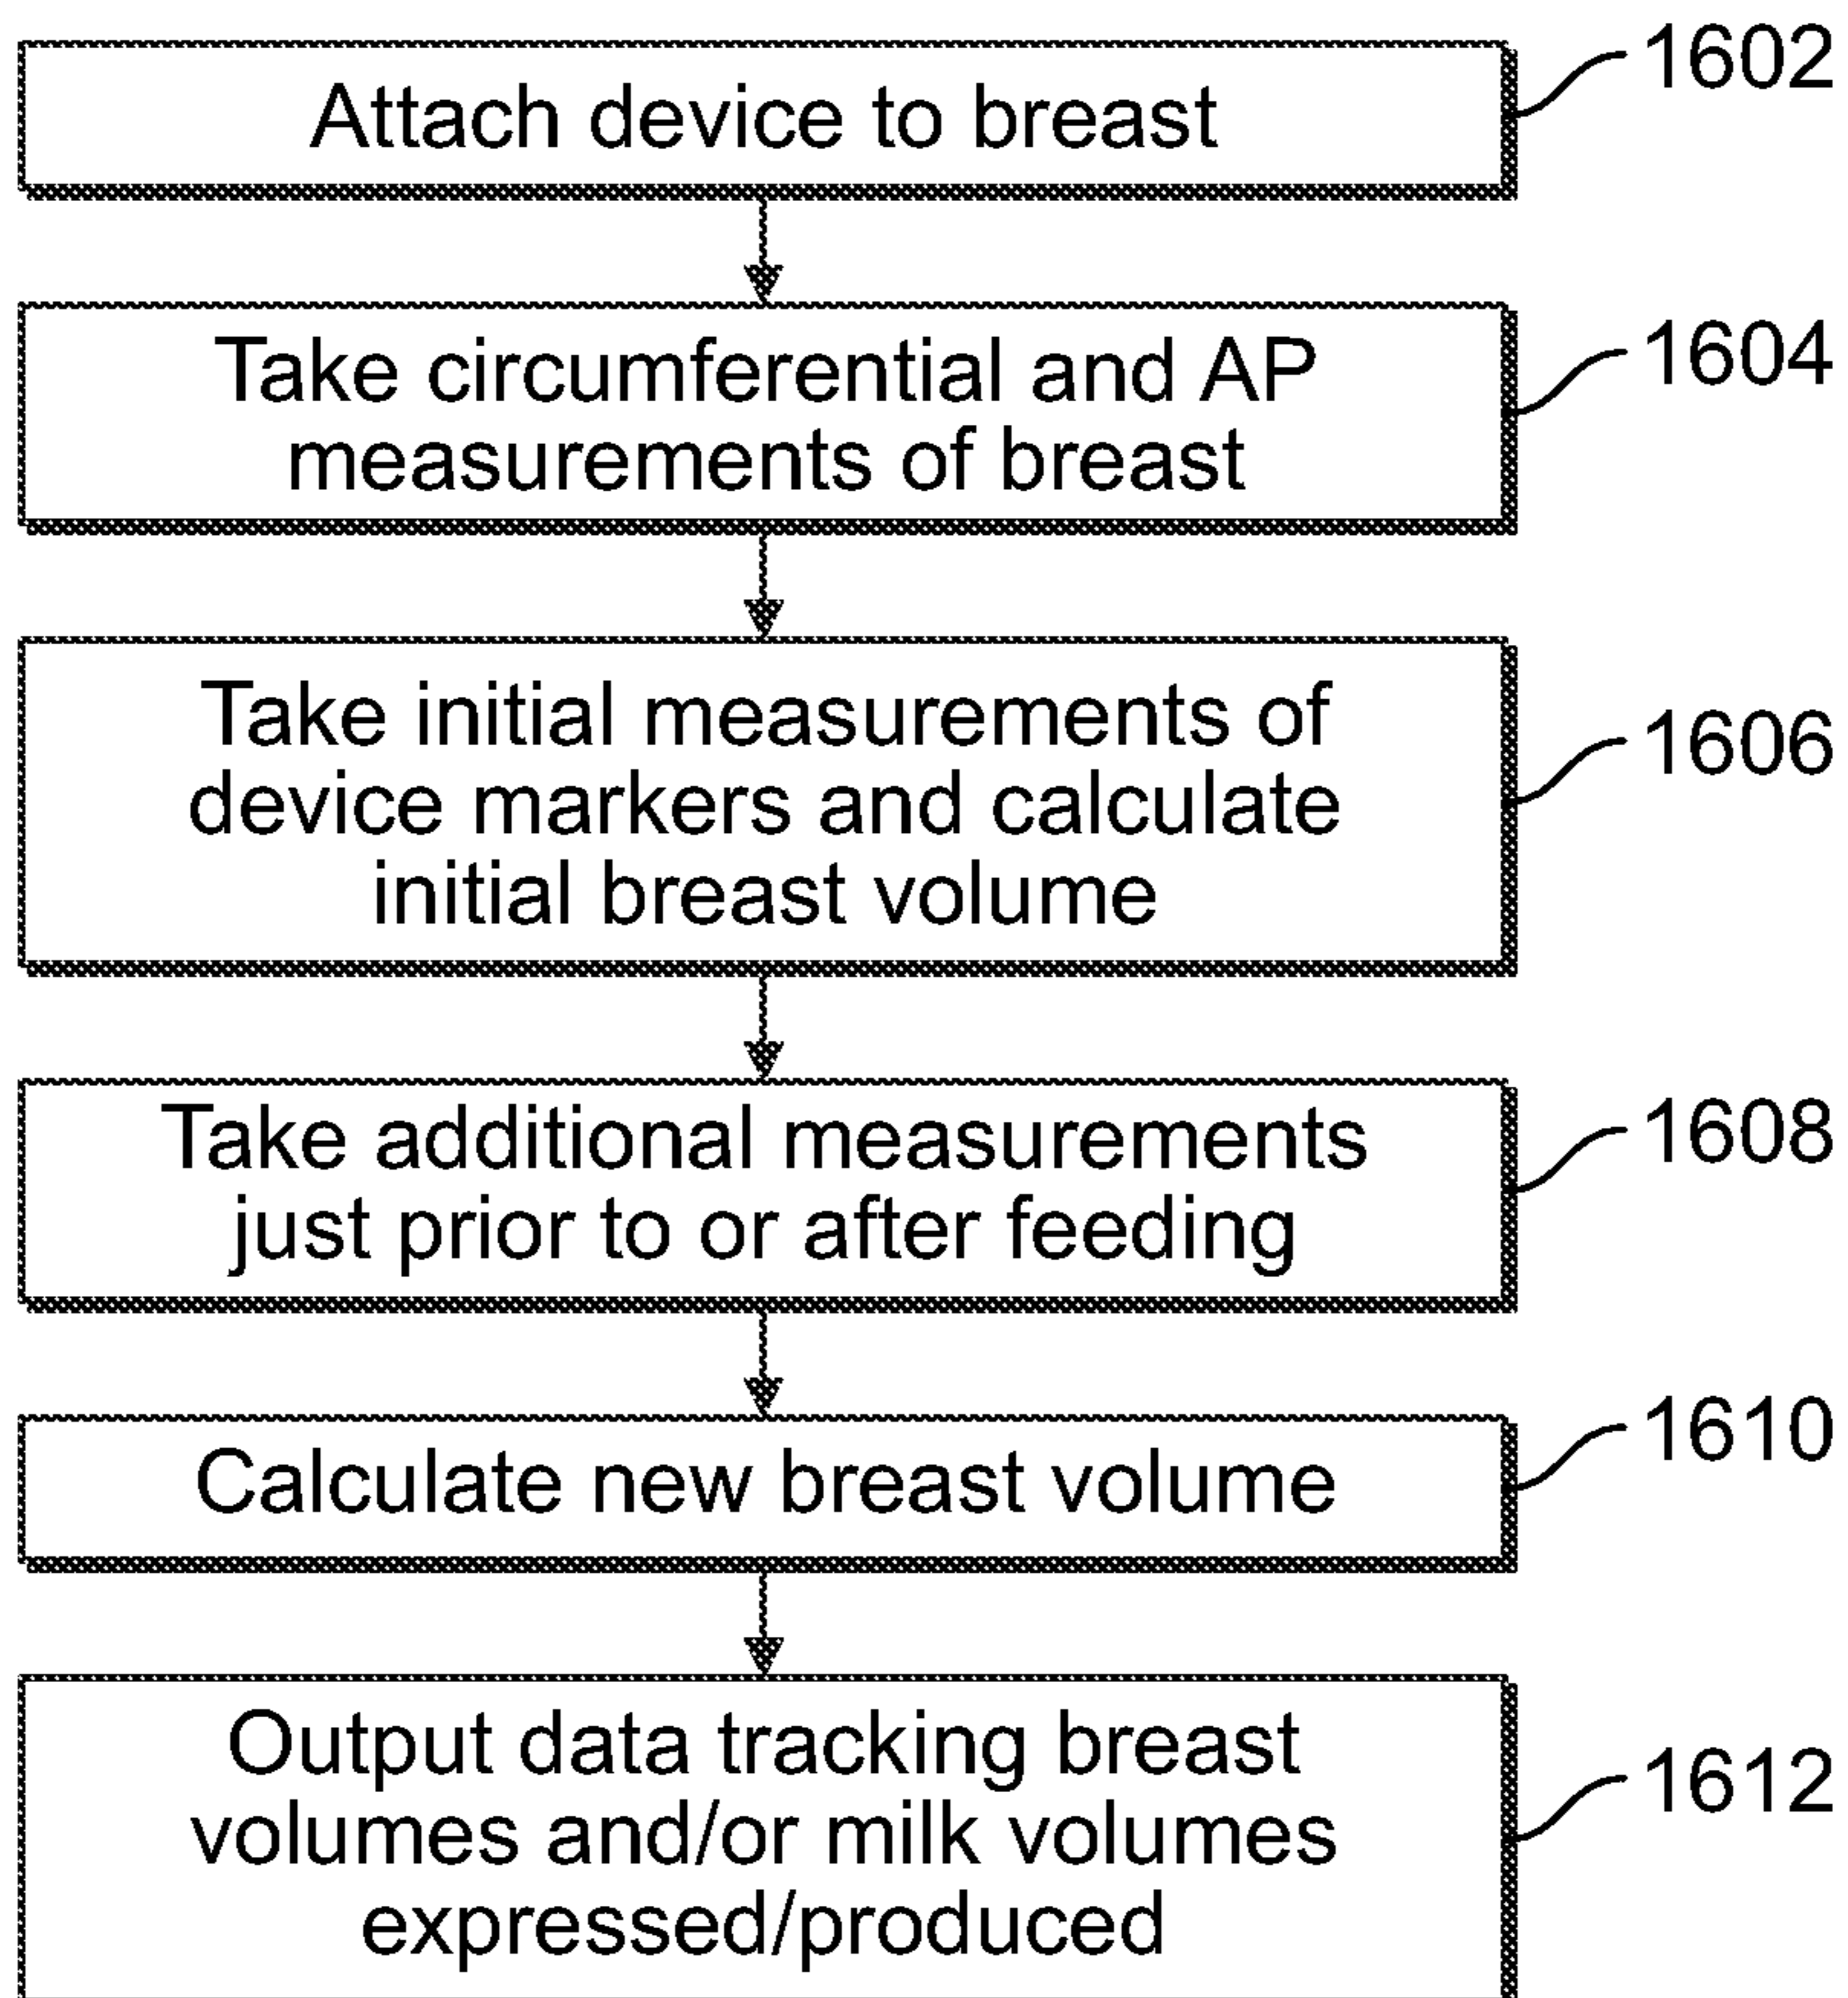 Attach device to breast
1602
Take circumferential and AP
measurements of breast
1604
Take initial measurements of
device markers and calculate
initial breast volume
1606
Take additional measurements
just prior to or after feeding
1608
Calculate new breast volume
1610
Output data tracking breast
volumes and/or milk volumes
expressed/produced
1612